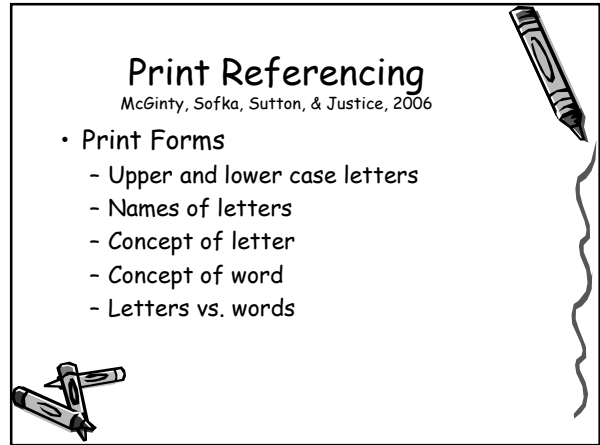 Print Referencing
McGinty, Sofka, Sutton, & Justice, 2006
• Print Forms
– Upper and lower case letters
– Names of letters
– Concept of letter
– Concept of word
– Letters vs. words